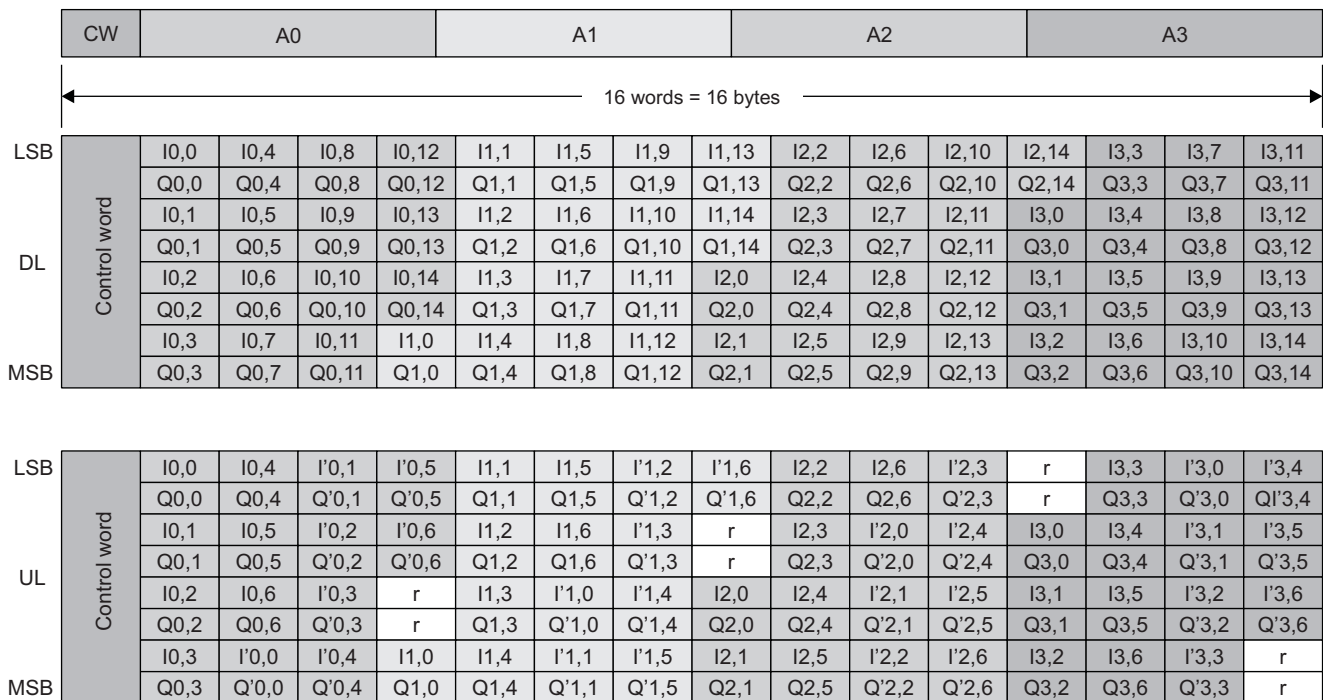 CW A0 A1 A2 A3
16 words = 16 bytes
LSB I0,0 I0,4 I0,8 I0,12 I1,1 I1,5 I1,9 I1,13 I2,2 I2,6 I2,10 I2,14 I3,3 I3,7 I3,11
Q0,0 Q0,4 Q0,8 Q0,12 Q1,1 Q1,5 Q1,9 Q1,13 Q2,2 Q2,6 Q2,10 Q2,14 Q3,3 Q3,7 Q3,11
I0,1 I0,5 I0,9 I0,13 I1,2 I1,6 I1,10 I1,14 I2,3 I2,7 I2,11 I3,0 I3,4 I3,8 I3,12
DL Control word Q0,1 Q0,5 Q0,9 Q0,13 Q1,2 Q1,6 Q1,10 Q1,14 Q2,3 Q2,7 Q2,11 Q3,0 Q3,4 Q3,8 Q3,12
I0,2 I0,6 I0,10 I0,14 I1,3 I1,7 I1,11 I2,0 I2,4 I2,8 I2,12 I3,1 I3,5 I3,9 I3,13
Q0,2 Q0,6 Q0,10 Q0,14 Q1,3 Q1,7 Q1,11 Q2,0 Q2,4 Q2,8 Q2,12 Q3,1 Q3,5 Q3,9 Q3,13
I0,3 I0,7 I0,11 I1,0 I1,4 I1,8 I1,12 I2,1 I2,5 I2,9 I2,13 I3,2 I3,6 I3,10 I3,14
MSB Q0,3 Q0,7 Q0,11 Q1,0 Q1,4 Q1,8 Q1,12 Q2,1 Q2,5 Q2,9 Q2,13 Q3,2 Q3,6 Q3,10 Q3,14
LSB I0,0 I0,4 I'0,1 I'0,5 I1,1 I1,5 I'1,2 I'1,6 I2,2 I2,6 I'2,3 r I3,3 I'3,0 I'3,4
Q0,0 Q0,4 Q'0,1 Q'0,5 Q1,1 Q1,5 Q'1,2 Q'1,6 Q2,2 Q2,6 Q'2,3 r Q3,3 Q'3,0 QI'3,4
I0,1 I0,5 I'0,2 I'0,6 I1,2 I1,6 I'1,3 r I2,3 I'2,0 I'2,4 I3,0 I3,4 I'3,1 I'3,5
UL Control word Q0,1 Q0,5 Q'0,2 Q'0,6 Q1,2 Q1,6 Q'1,3 r Q2,3 Q'2,0 Q'2,4 Q3,0 Q3,4 Q'3,1 Q'3,5
I0,2 I0,6 I'0,3 r I1,3 I'1,0 I'1,4 I2,0 I2,4 I'2,1 I'2,5 I3,1 I3,5 I'3,2 I'3,6
Q0,2 Q0,6 Q'0,3 r Q1,3 Q'1,0 Q'1,4 Q2,0 Q2,4 Q'2,1 Q'2,5 Q3,1 Q3,5 Q'3,2 Q'3,6
I0,3 I'0,0 I'0,4 I1,0 I1,4 I'1,1 I'1,5 I2,1 I2,5 I'2,2 I'2,6 I3,2 I3,6 I'3,3 r
MSB Q0,3 Q'0,0 Q'0,4 Q1,0 Q1,4 Q'1,1 Q'1,5 Q2,1 Q2,5 Q'2,2 Q'2,6 Q3,2 Q3,6 Q'3,3 r